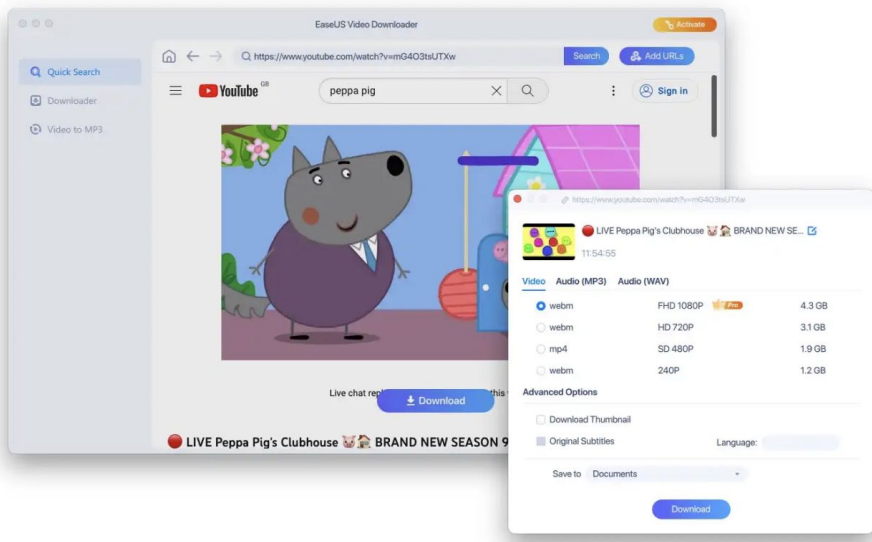 EaseUS Video Downloader
Activate
https://www.youtube.com/watch?v=mG4O3tsUTXw
Search
Add URLs
Quick Search
Downloader
Video to MP3
YouTube GB
peppa pig
Sign in
Live chat
this
Download
LIVE Peppa Pig's Clubhouse BRAND NEW SEASON 9
https://www.youtube.com/watch?v=mG4O3tsUTXw
LIVE Peppa Pig's Clubhouse BRAND NEW SE...
11:54:55
Video Audio (MP3) Audio (WAV)
webm FHD 1080P Pro 4.3 GB
webm HD 720P 3.1 GB
mp4 SD 480P 1.9 GB
webm 240P 1.2 GB
Advanced Options
Download Thumbnail
Original Subtitles Language:
Save to Documents
Download